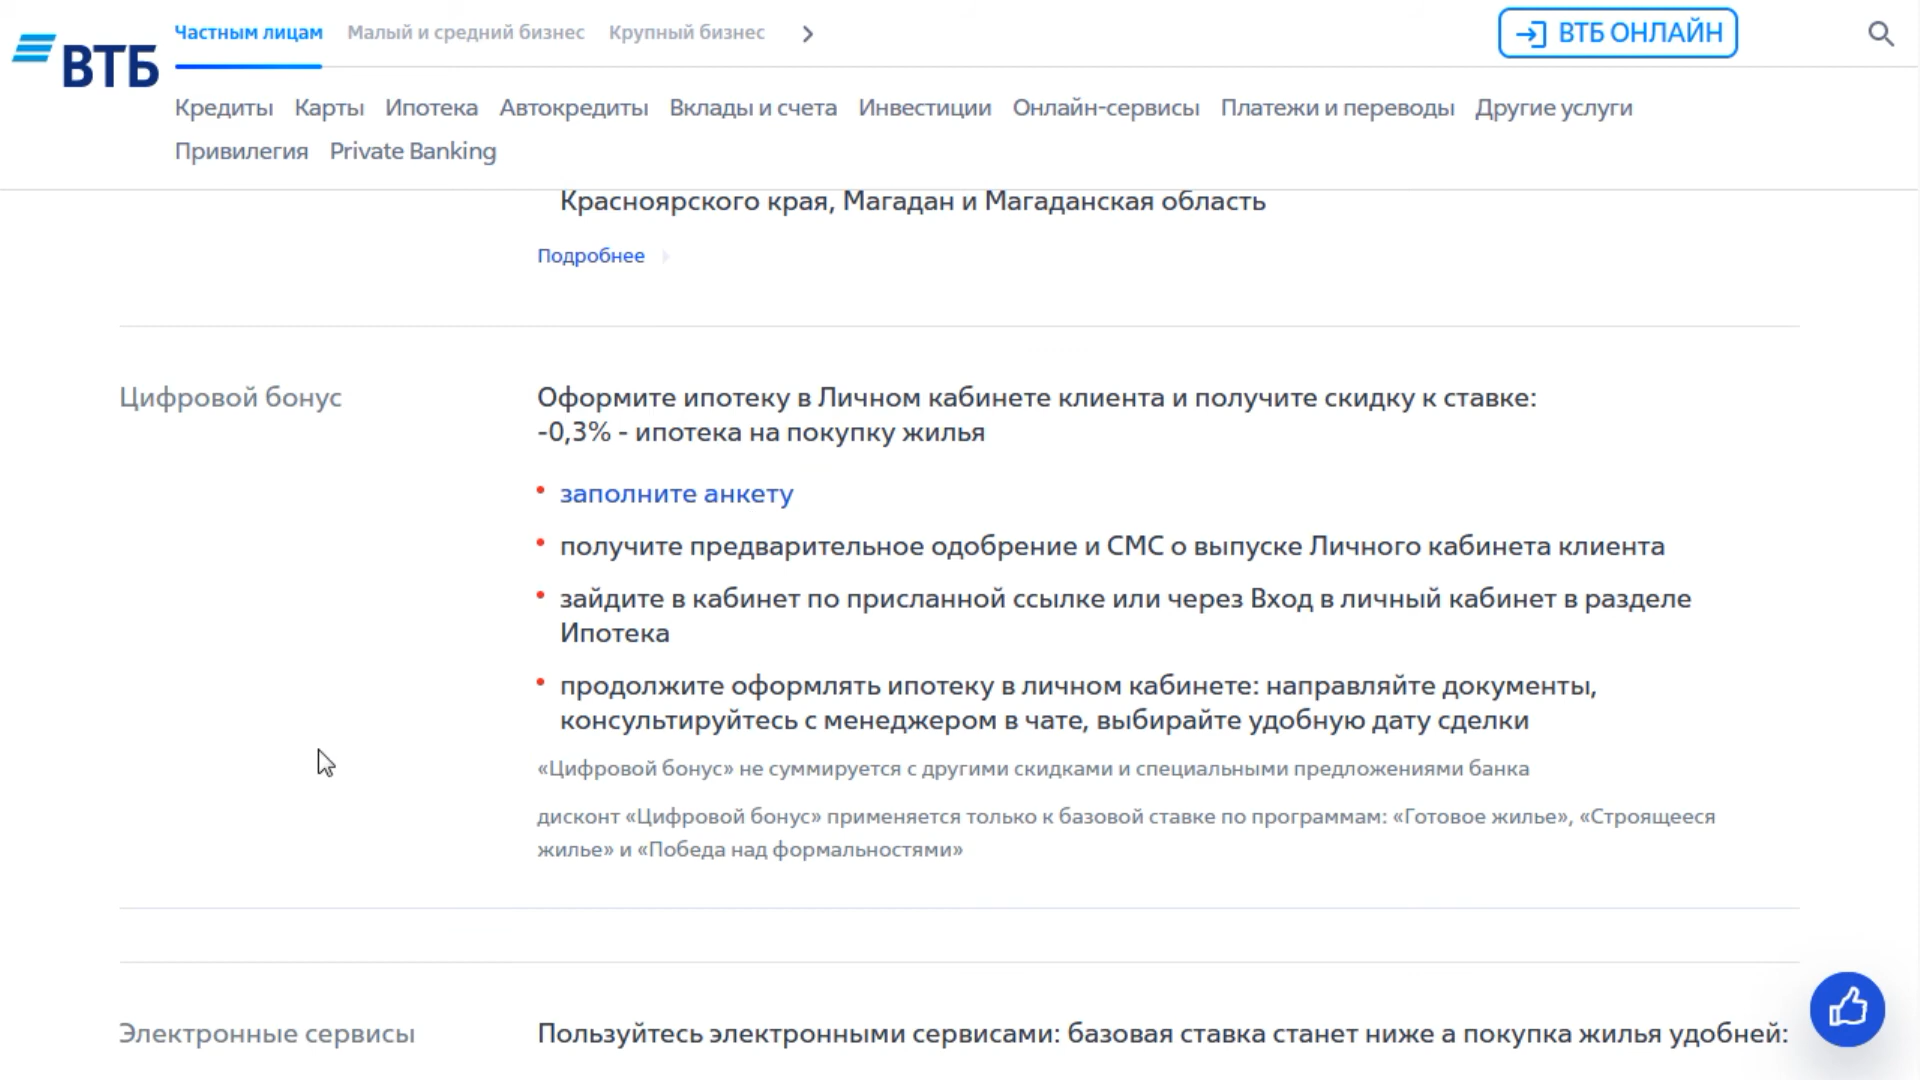 ВТБ
Частным лицам Малый и средний бизнес Крупный бизнес
ВТБ ОНЛАЙН
Кредиты Карты Ипотека Автокредиты Вклады и счета Инвестиции Онлайн-сервисы Платежи и переводы Другие услуги
Привилегия Private Banking
Красноярского края, Магадан и Магаданская область
Подробнее
Цифровой бонус
Оформите ипотеку в Личном кабинете клиента и получите скидку к ставке:
-0,3% - ипотека на покупку жилья
заполните анкету
получите предварительное одобрение и СМС о выпуске Личного кабинета клиента
зайдите в кабинет по присланной ссылке или через Вход в личный кабинет в разделе
Ипотека
продолжите оформлять ипотеку в личном кабинете: направляйте документы,
консультируйтесь с менеджером в чате, выбирайте удобную дату сделки
«Цифровой бонус» не суммируется с другими скидками и специальными предложениями банка
дисконт «Цифровой бонус» применяется только к базовой ставке по программам: «Готовое жилье», «Строящееся
жилье» и «Победа над формальностями»
Электронные сервисы
Пользуйтесь электронными сервисами: базовая ставка станет ниже а покупка жилья удобней: